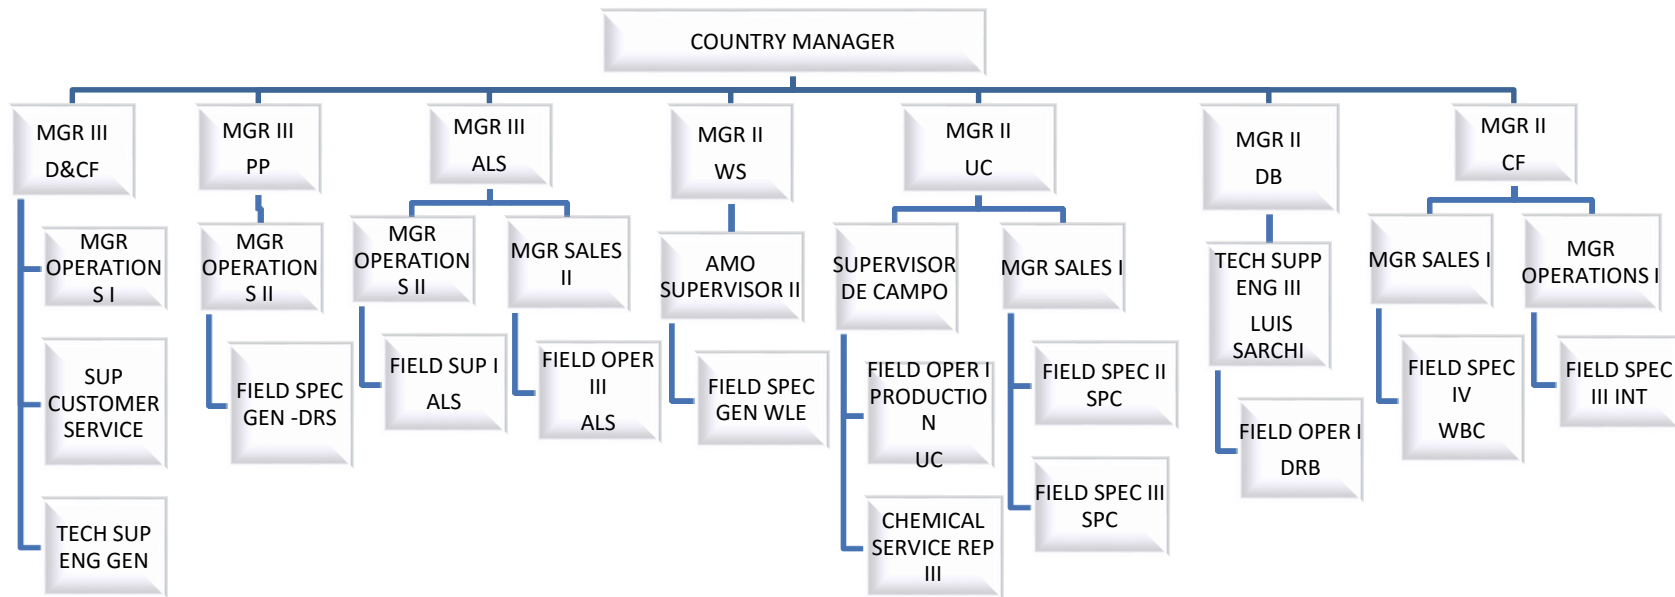 COUNTRY MANAGER
MGR III
D&CF
MGR III
PP
MGR III
ALS
MGR II
WS
MGR II
UC
MGR II
DB
MGR II
CF
MGR
OPERATION
S I
SUP
CUSTOMER
SERVICE
TECH SUP
ENG GEN
MGR
OPERATION
S II
FIELD SPEC
GEN -DRS
MGR
OPERATION
S II
FIELD SUP I
ALS
MGR SALES
II
FIELD OPER
III
ALS
AMO
SUPERVISOR II
FIELD SPEC
GEN WLE
SUPERVISOR
DE CAMPO
FIELD OPER I
PRODUCTIO
N
UC
CHEMICAL
SERVICE REP
III
MGR SALES I
FIELD SPEC II
SPC
FIELD SPEC III
SPC
TECH SUPP
ENG III
LUIS
SARCHI
FIELD OPER I
DRB
MGR SALES I
FIELD SPEC
IV
WBC
MGR
OPERATIONS I
FIELD SPEC
III INT